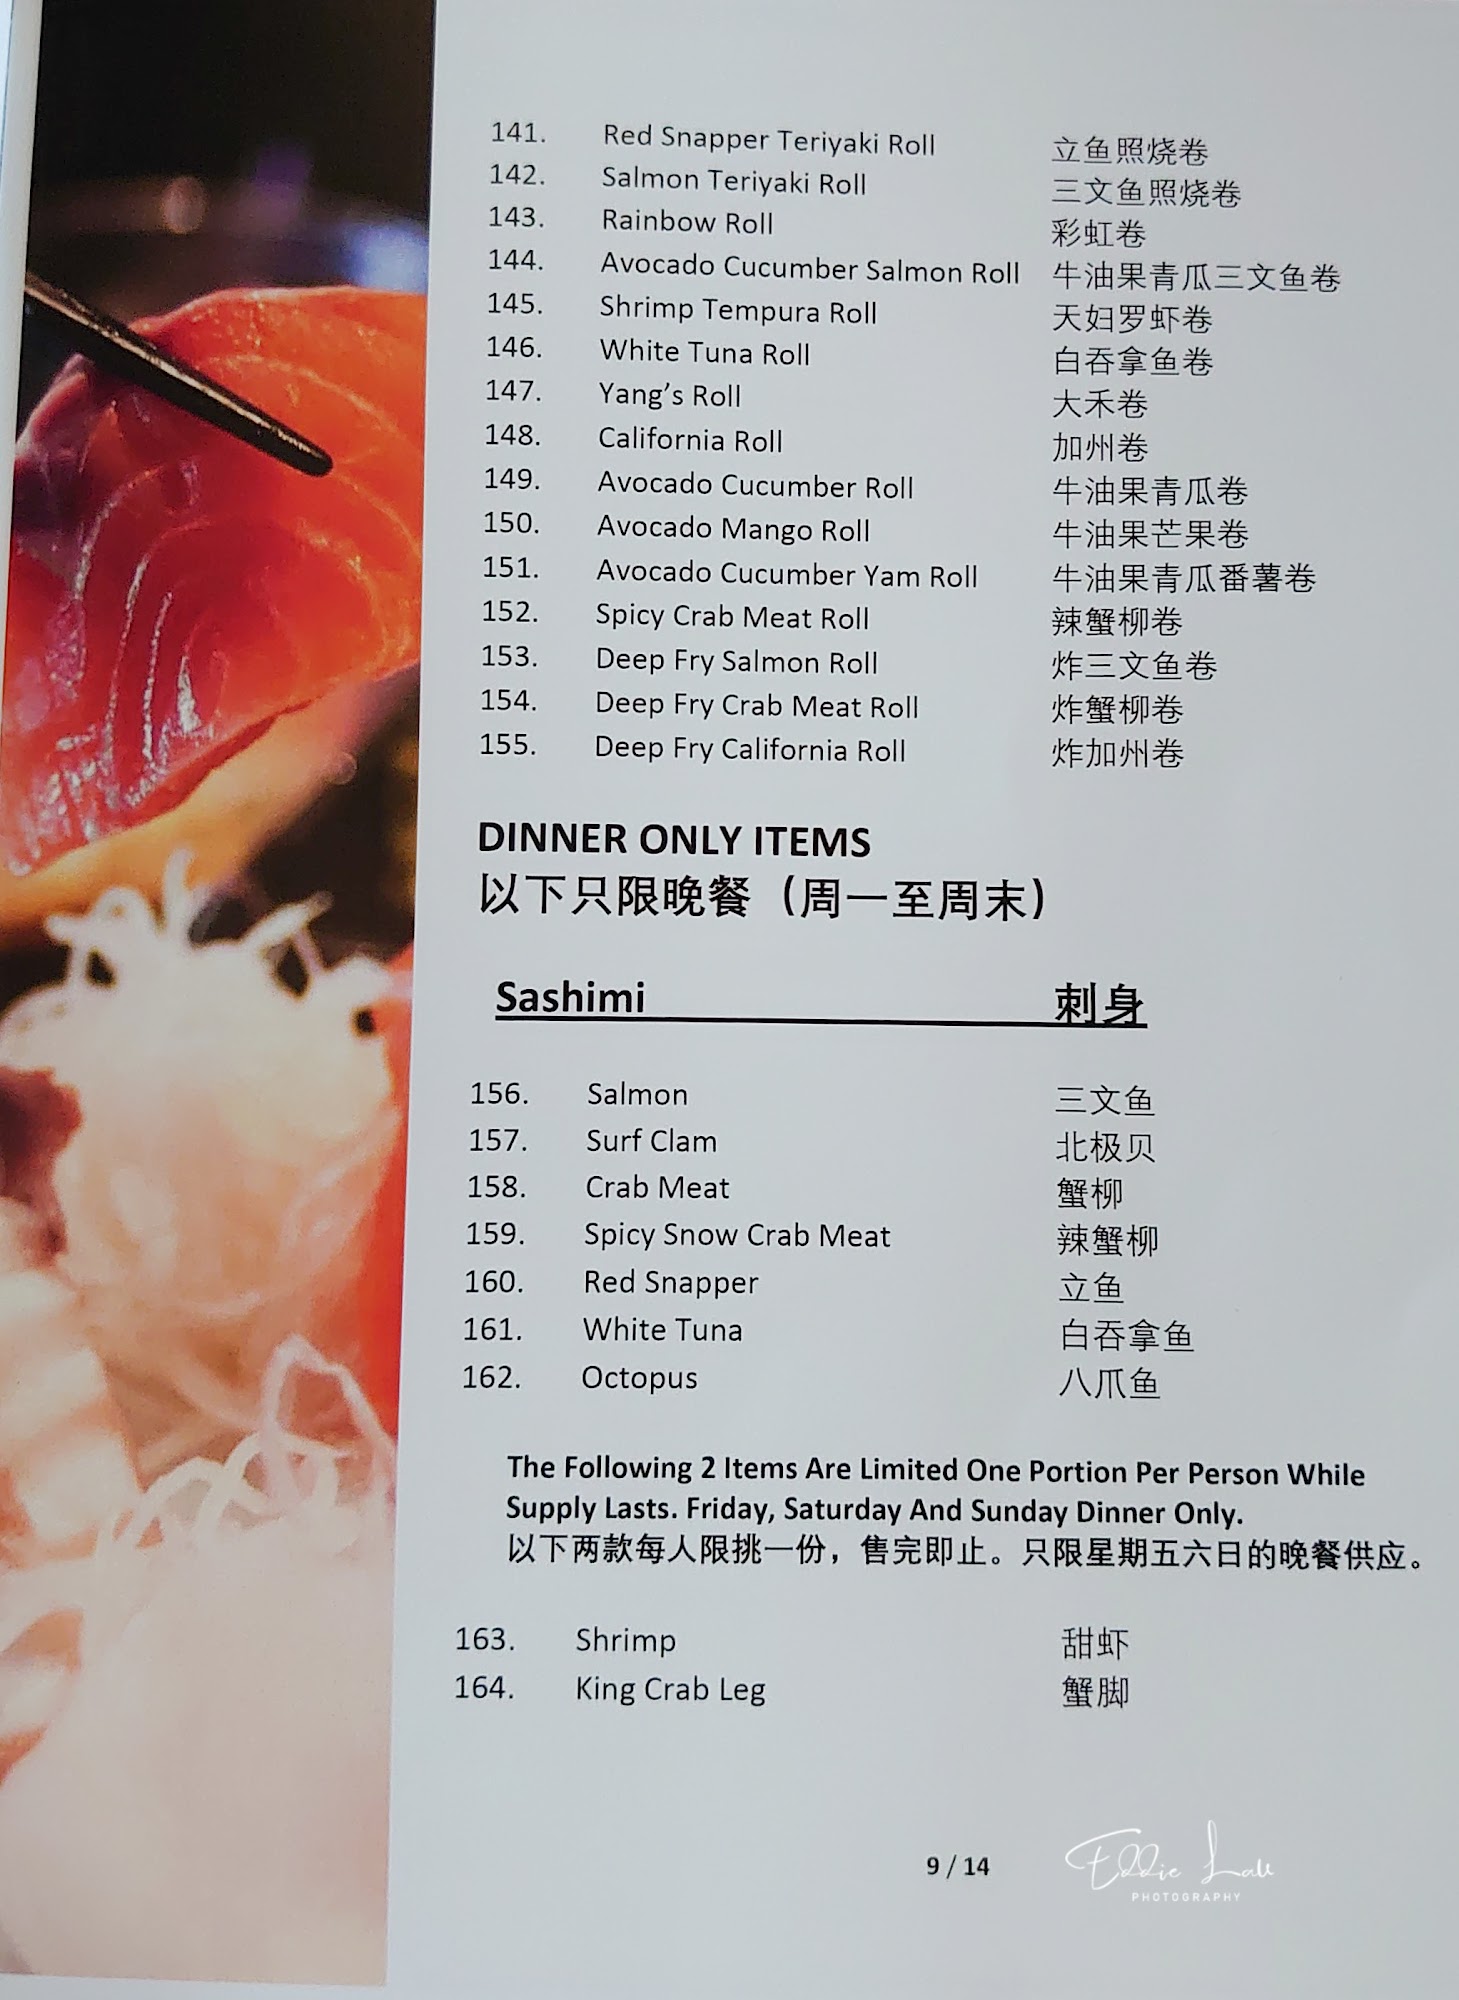 141. Red Snapper Teriyaki Roll 立鱼照烧卷
142. Salmon Teriyaki Roll 三文鱼照烧卷
143. Rainbow Roll 彩虹卷
144. Avocado Cucumber Salmon Roll 牛油果青瓜三文鱼卷
145. Shrimp Tempura Roll 天妇罗虾卷
146. White Tuna Roll 白吞拿鱼卷
147. Yang’s Roll 大禾卷
148. California Roll 加州卷
149. Avocado Cucumber Roll 牛油果青瓜卷
150. Avocado Mango Roll 牛油果芒果卷
151. Avocado Cucumber Yam Roll 牛油果青瓜番薯卷
152. Spicy Crab Meat Roll 辣蟹柳卷
153. Deep Fry Salmon Roll 炸三文鱼卷
154. Deep Fry Crab Meat Roll 炸蟹柳卷
155. Deep Fry California Roll 炸加州卷
DINNER ONLY ITEMS
以下只限晚餐（周一至周末）
Sashimi 刺身
156. Salmon 三文鱼
157. Surf Clam 北极贝
158. Crab Meat 蟹柳
159. Spicy Snow Crab Meat 辣蟹柳
160. Red Snapper 立鱼
161. White Tuna 白吞拿鱼
162. Octopus 八爪鱼
The Following 2 Items Are Limited One Portion Per Person While
Supply Lasts. Friday, Saturday And Sunday Dinner Only.
以下两款每人限挑一份，售完即止。只限星期五六日的晚餐供应。
163. Shrimp 甜虾
164. King Crab Leg 蟹脚
9 / 14
Eddie Lau
PHOTOGRAPHY